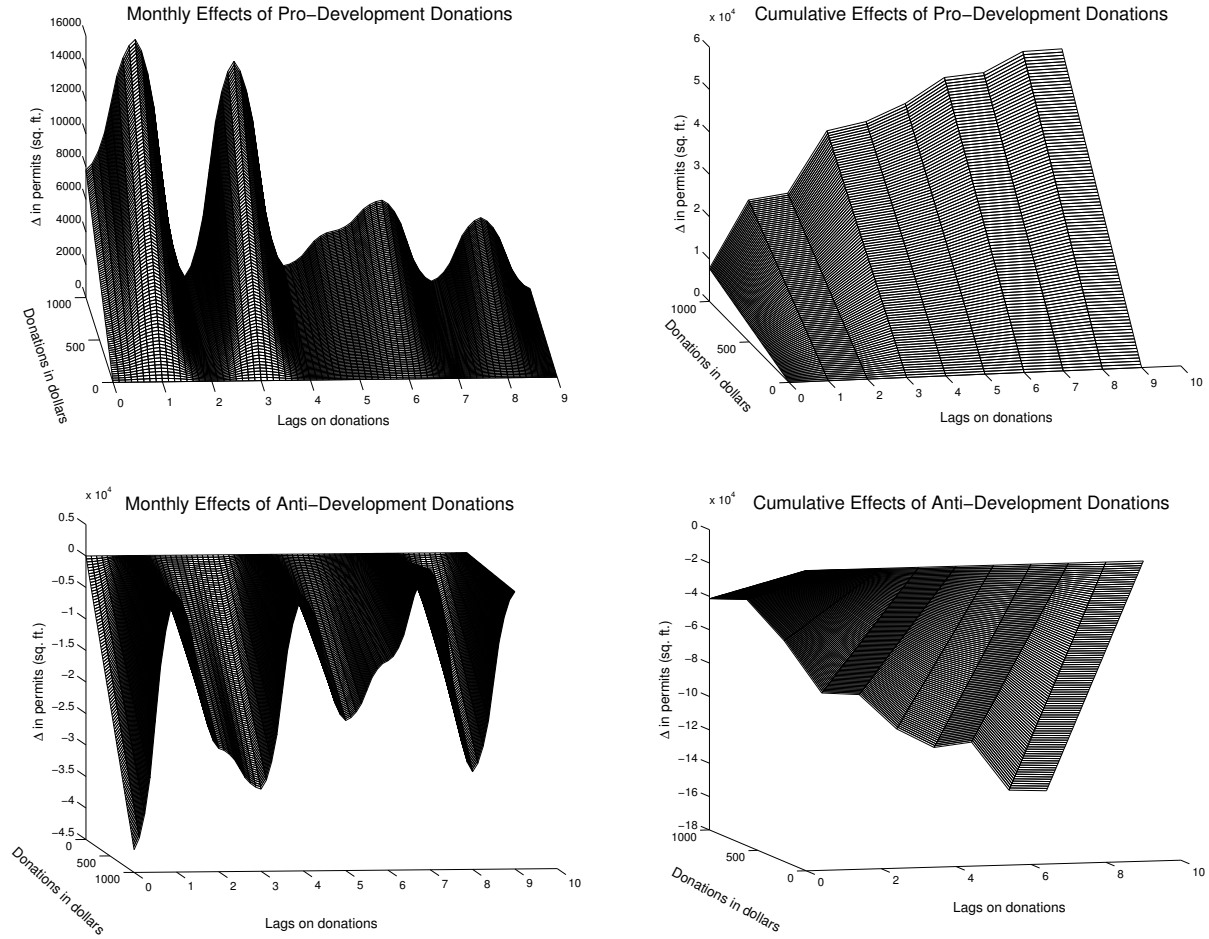 Monthly Effects of Pro−Development Donations
16000
14000
12000
10000
8000
6000
4000
2000
0
Δ in permits (sq. ft.)
1000
500
0
Donations in dollars
0 1 2 3 4 5 6 7 8 9
Lags on donations
Cumulative Effects of Pro−Development Donations
x 10^4
6
5
4
3
2
1
0
Δ in permits (sq. ft.)
1000
500
0
Donations in dollars
0 1 2 3 4 5 6 7 8 9 10
Lags on donations
Monthly Effects of Anti−Development Donations
x 10^4
0.5
0
−0.5
−1
−1.5
−2
−2.5
−3
−3.5
−4
−4.5
Δ in permits (sq. ft.)
0
500
1000
Donations in dollars
0 1 2 3 4 5 6 7 8 9 10
Lags on donations
Cumulative Effects of Anti−Development Donations
x 10^4
0
−2
−4
−6
−8
−10
−12
−14
−16
−18
Δ in permits (sq. ft.)
1000
500
0
Donations in dollars
0 2 4 6 8 10
Lags on donations